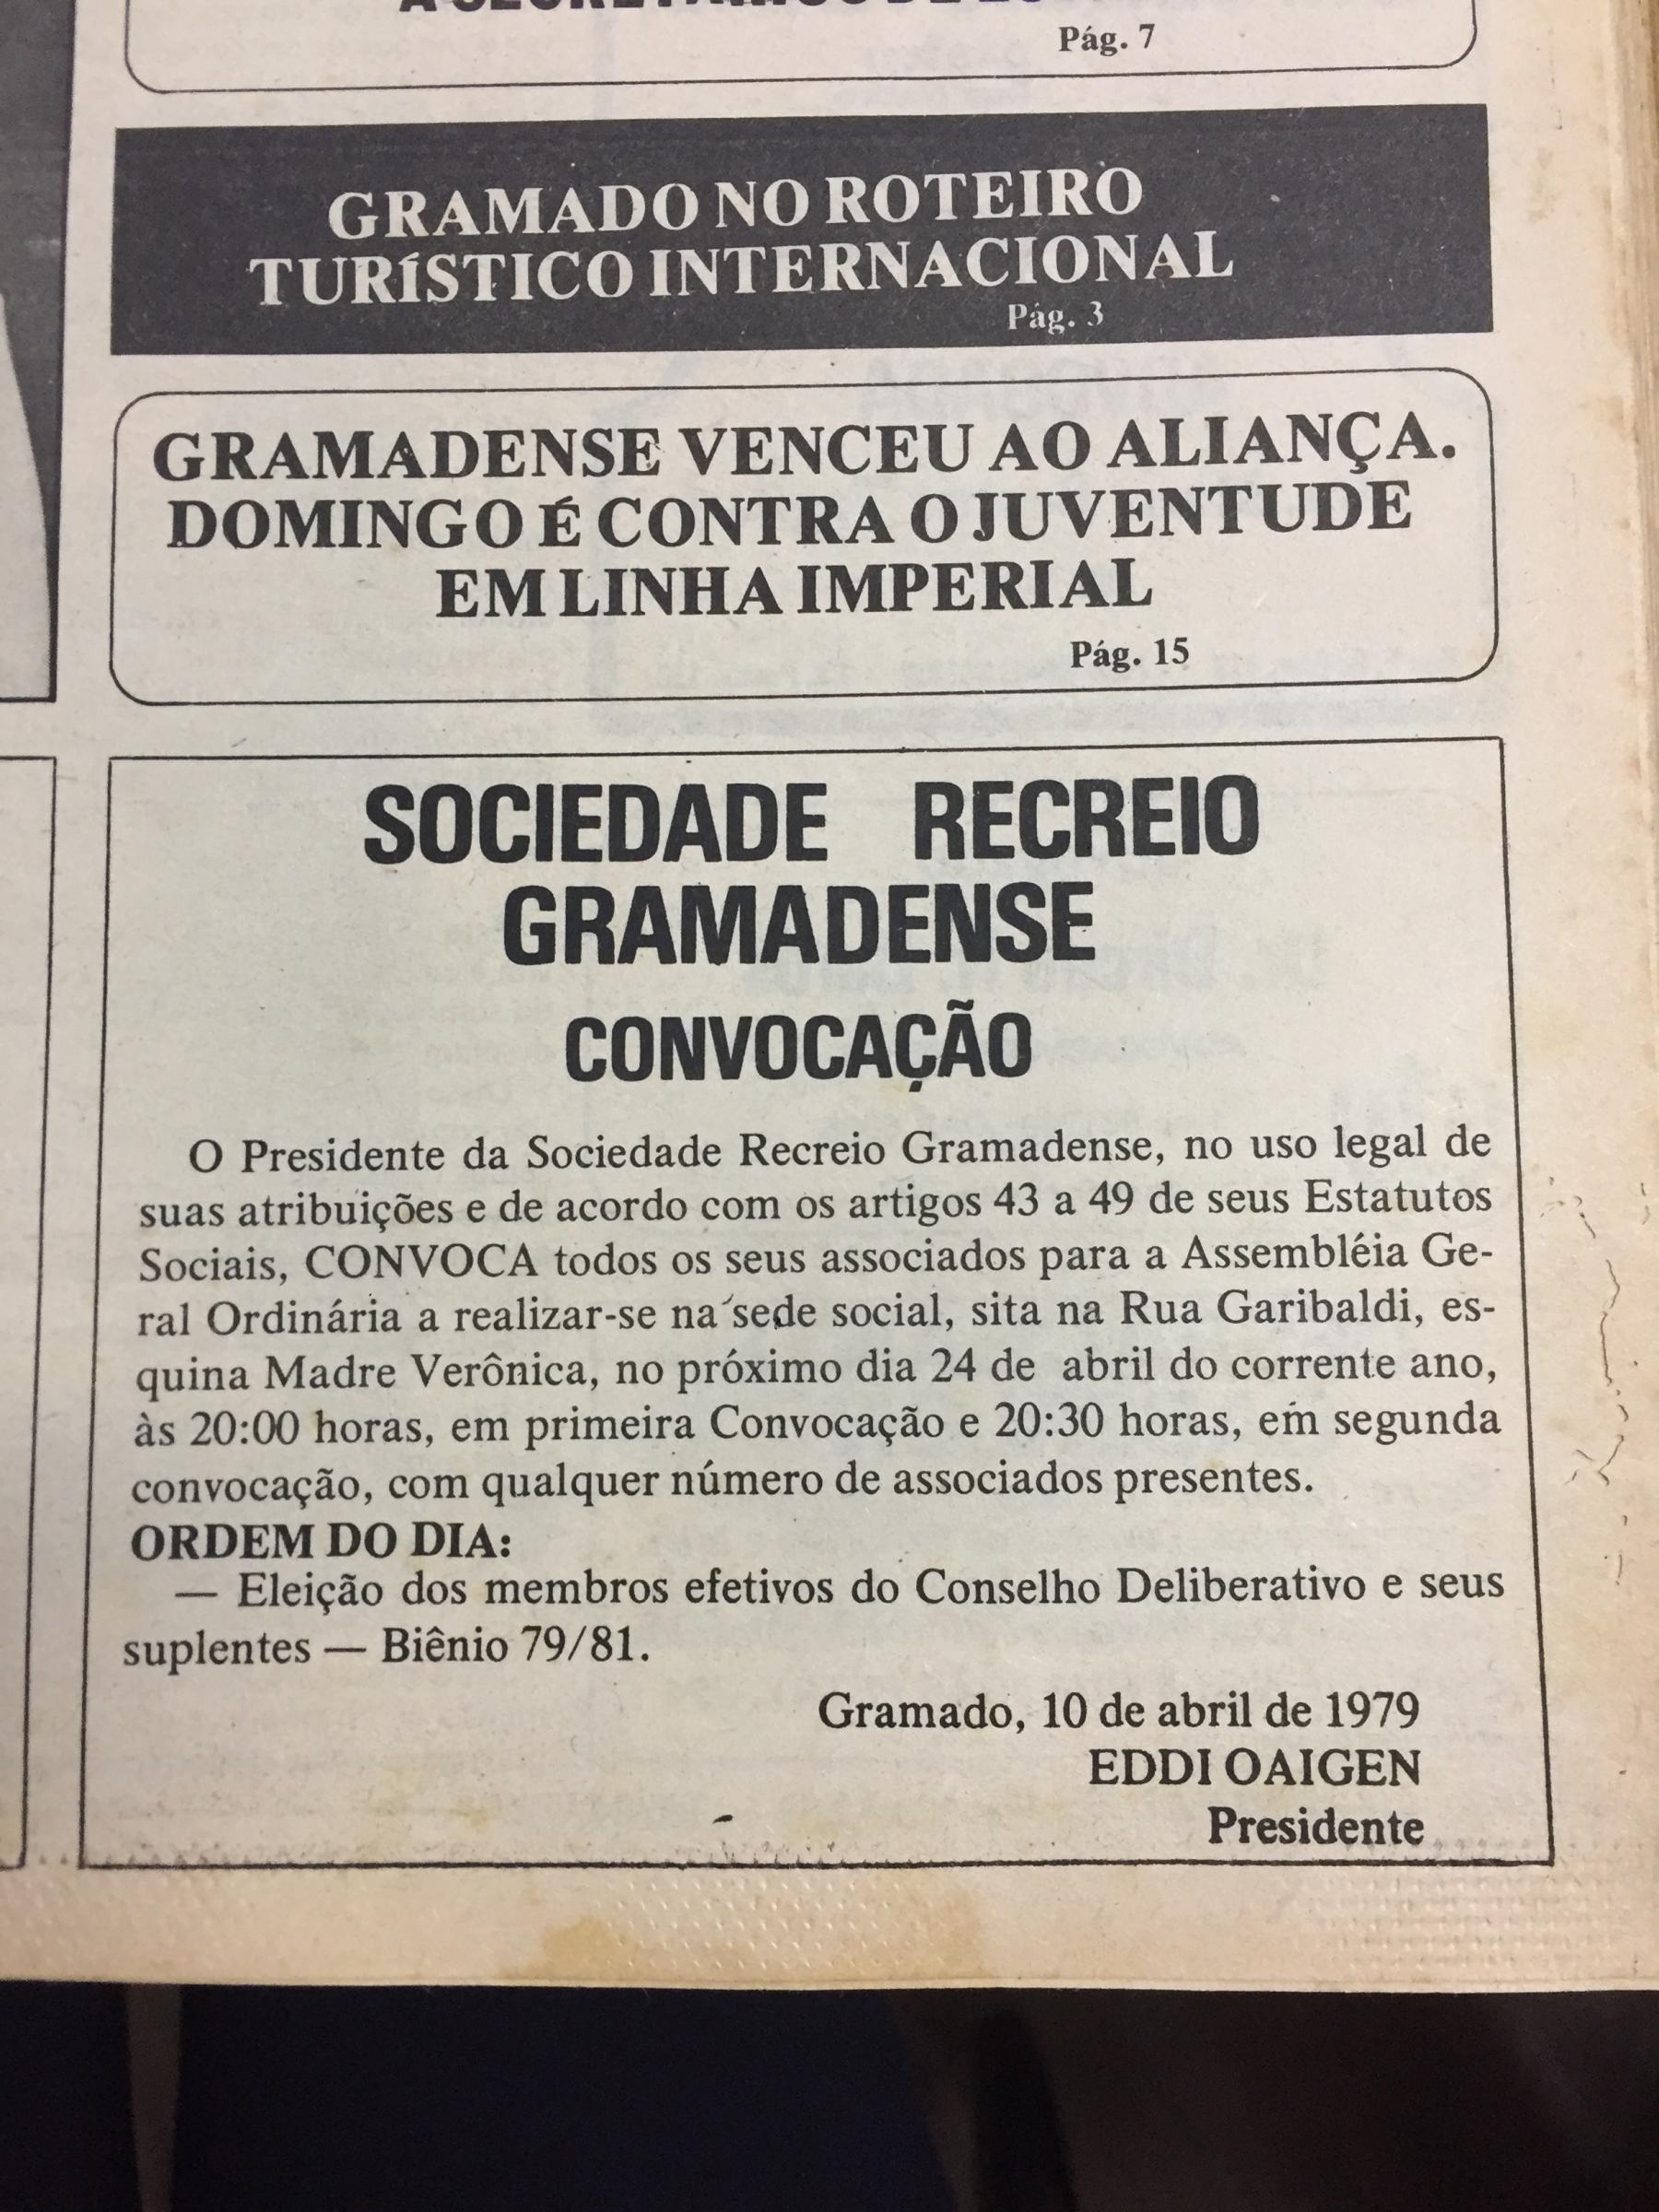 Pág. 7
GRAMADO NO ROTEIRO
TURÍSTICO INTERNACIONAL
Pág. 3
GRAMADENSE VENCEU AO ALIANÇA.
DOMINGO É CONTRA O JUVENTUDE
EM LINHA IMPERIAL
Pág. 15
SOCIEDADE RECREIO
GRAMADENSE
CONVOCAÇÃO
O Presidente da Sociedade Recreio Gramadense, no uso legal de
suas atribuições e de acordo com os artigos 43 a 49 de seus Estatutos
Sociais, CONVOCA todos os seus associados para a Assembléia Ge-
ral Ordinária a realizar-se na sede social, sita na Rua Garibaldi, es-
quina Madre Verônica, no próximo dia 24 de abril do corrente ano,
às 20:00 horas, em primeira Convocação e 20:30 horas, em segunda
convocação, com qualquer número de associados presentes.
ORDEM DO DIA:
— Eleição dos membros efetivos do Conselho Deliberativo e seus
suplentes — Biênio 79/81.
Gramado, 10 de abril de 1979
EDDI OAIGEN
Presidente